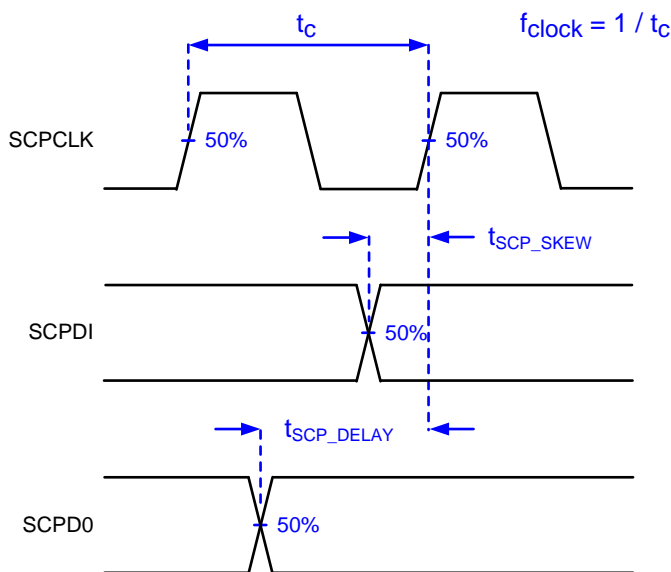 tc
fclock = 1 / tc
SCPCLK
50%
50%
tSCP_SKEW
SCPDI
50%
tSCP_DELAY
SCPD0
50%